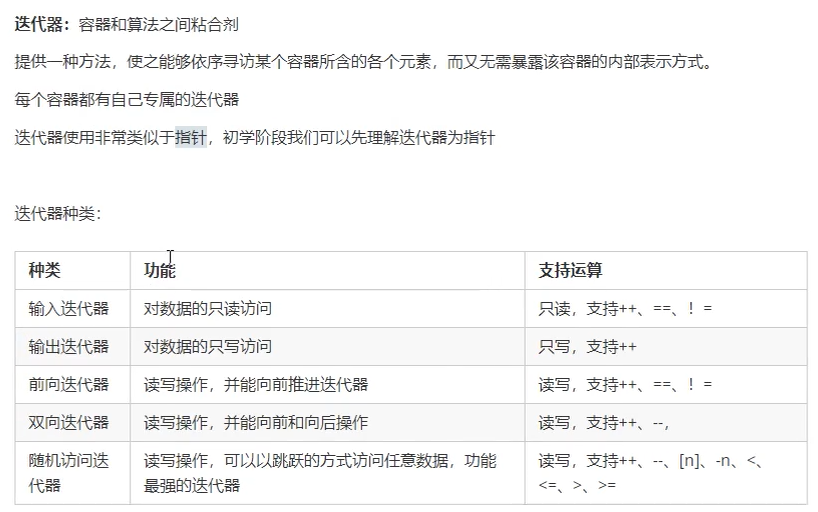 迭代器：容器和算法之间粘合剂
提供一种方法，使之能够依序寻访某个容器所含的各个元素，而又无需暴露该容器的内部表示方式。
每个容器都有自己专属的迭代器
迭代器使用非常类似于指针，初学阶段我们可以先理解迭代器为指针
迭代器种类：
种类 功能 支持运算
输入迭代器 对数据的只读访问 只读，支持++、==、！=
输出迭代器 对数据的只写访问 只写，支持++
前向迭代器 读写操作，并能向前推进迭代器 读写，支持++、==、！=
双向迭代器 读写操作，并能向前和向后操作 读写，支持++、--，
随机访问迭 读写操作，可以以跳跃的方式访问任意数据，功能 读写，支持++、--、[n]、-n、<、
代器 最强的迭代器 <=、>、>=